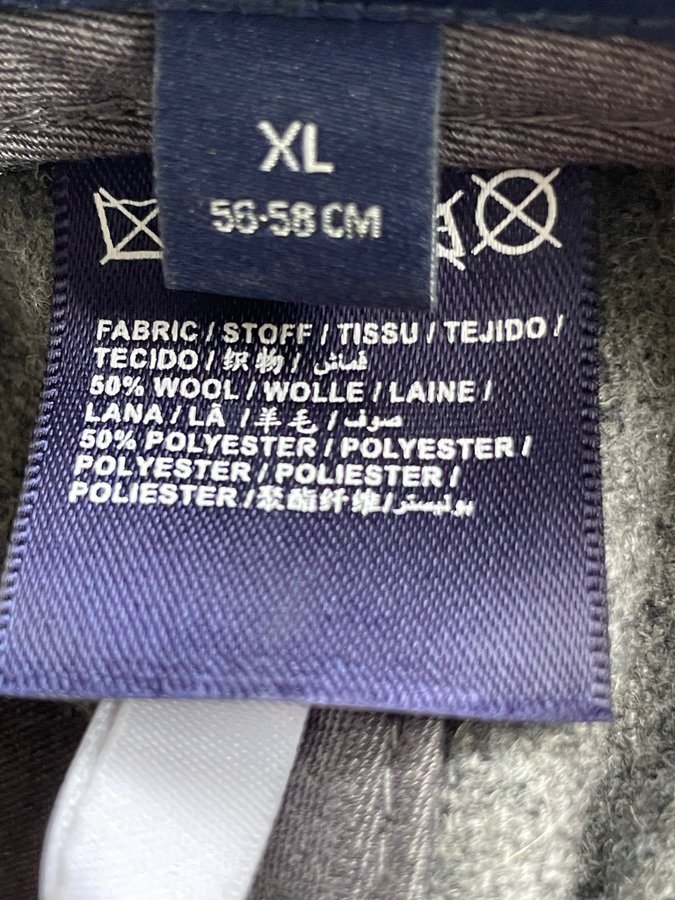 XL
56-58 CM
FABRIC / STOFF / TISSU / TEJIDO /
TECIDO / 织物 / قماش
50% WOOL / WOLLE / LAINE /
LANA / LÃ / 羊毛 / صوف
50% POLYESTER / POLYESTER /
POLYESTER / POLIESTER /
POLIESTER / 聚酯纤维 / بوليستر